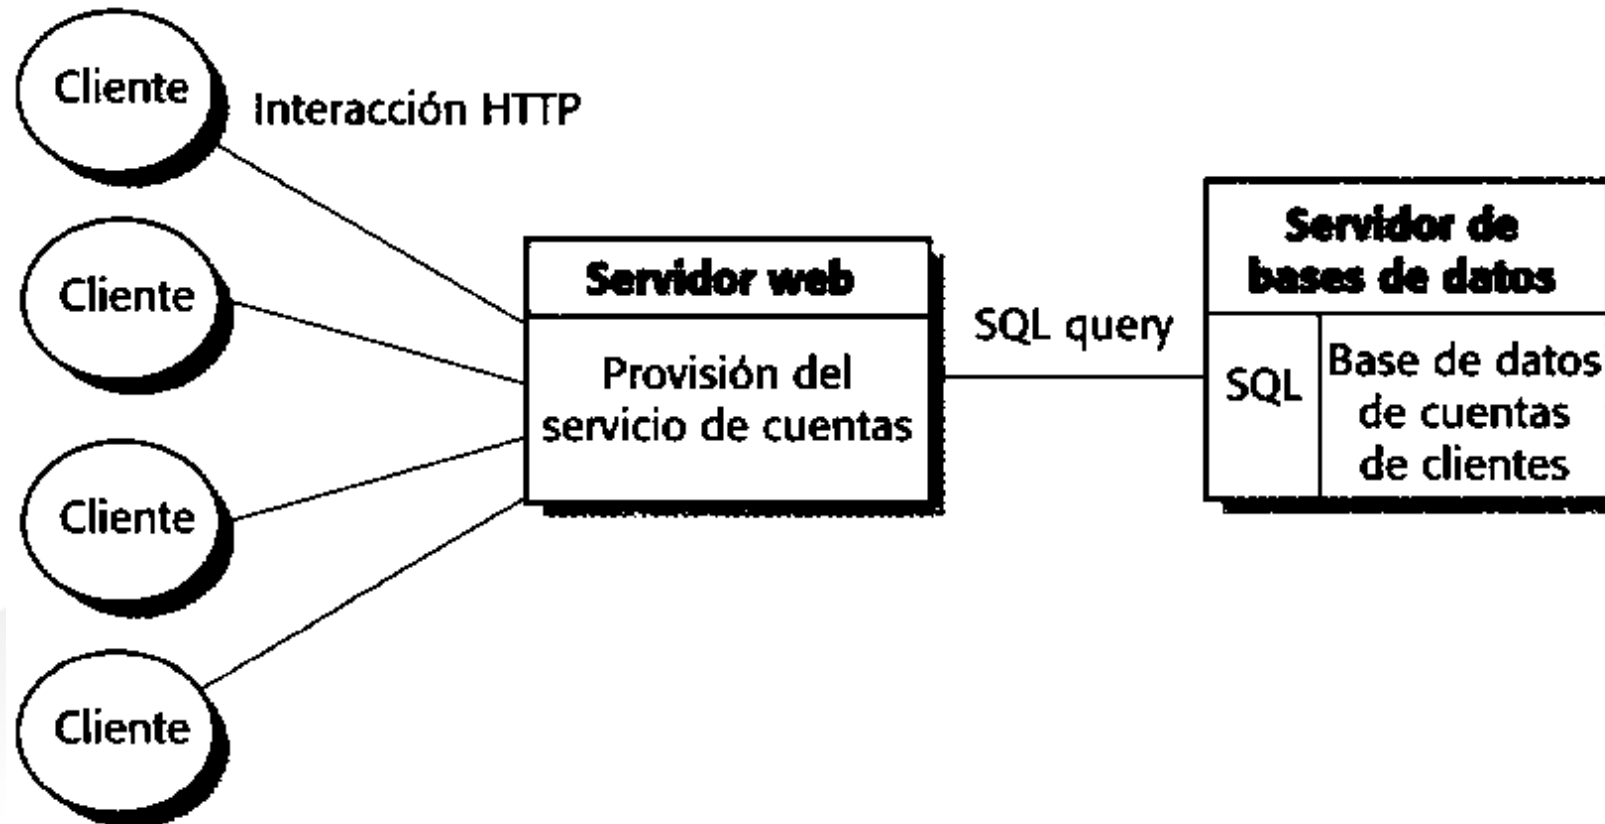 Cliente
Interacción HTTP
Cliente
Cliente
Cliente
Servidor web
Provisión del
servicio de cuentas
SQL query
Servidor de
bases de datos
SQL
Base de datos
de cuentas
de clientes